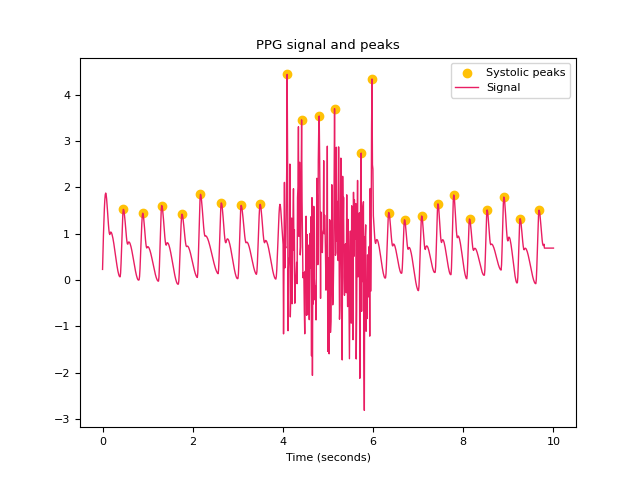 PPG signal and peaks
Systolic peaks
Signal
4
3
2
1
0
−1
−2
−3
0 2 4 6 8 10
Time (seconds)